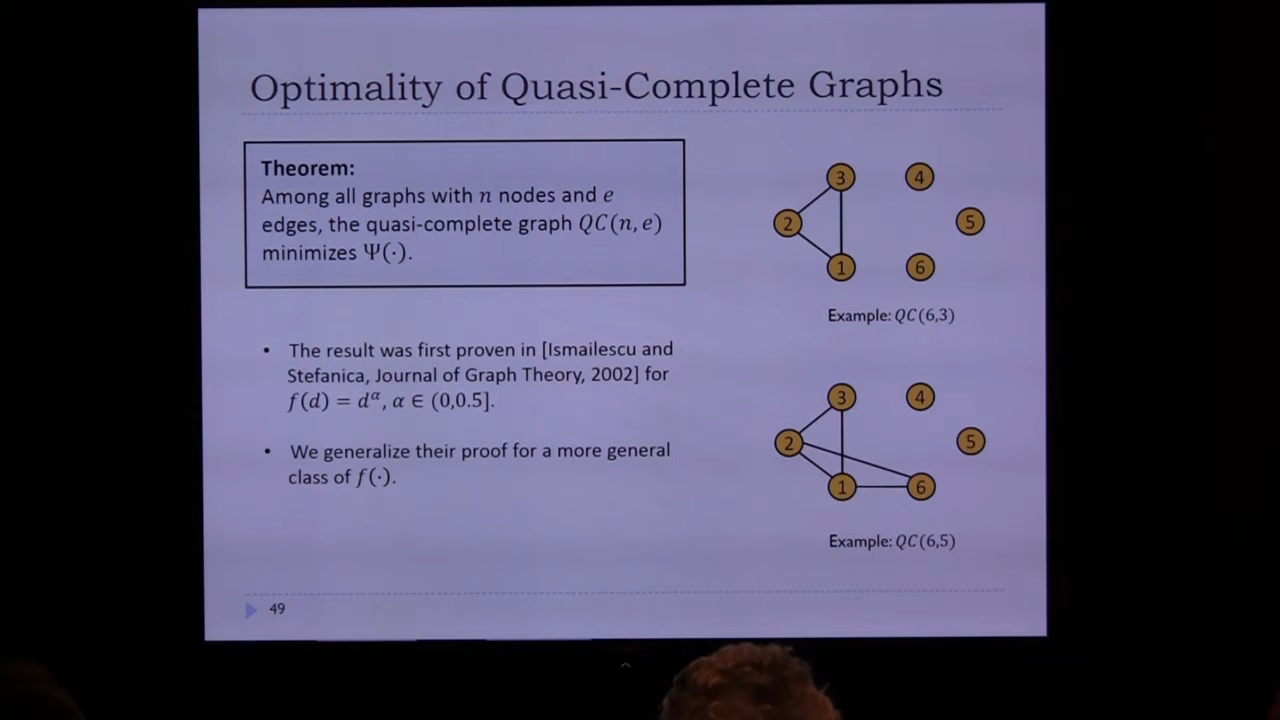 Optimality of Quasi-Complete Graphs
Theorem:
Among all graphs with n nodes and e
edges, the quasi-complete graph QC(n, e)
minimizes Ψ(·).
• The result was first proven in [Ismailescu and
Stefanica, Journal of Graph Theory, 2002] for
f(d) = d^α, α ∈ (0,0.5].
• We generalize their proof for a more general
class of f(·).
3 4
2 5
1 6
Example: QC(6,3)
3 4
2 5
1 6
Example: QC(6,5)
49